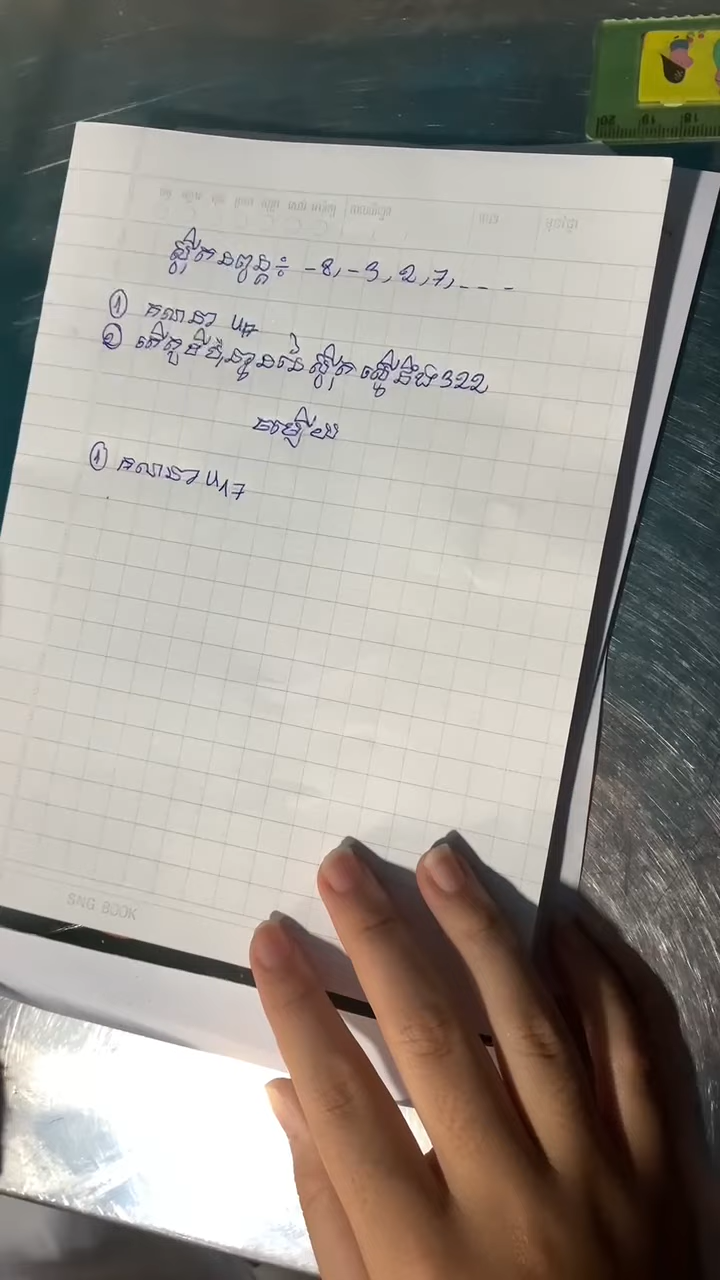 ស្វ៊ីតនព្វន្ត ÷ -8, -3, 2, 7, _ _ _ _
① គណនា U17
② តើតួទីប៉ុន្មាននៃស្វ៊ីត ស្មើនឹង 322
ចម្លើយ
① គណនា U17
SNG BOOK